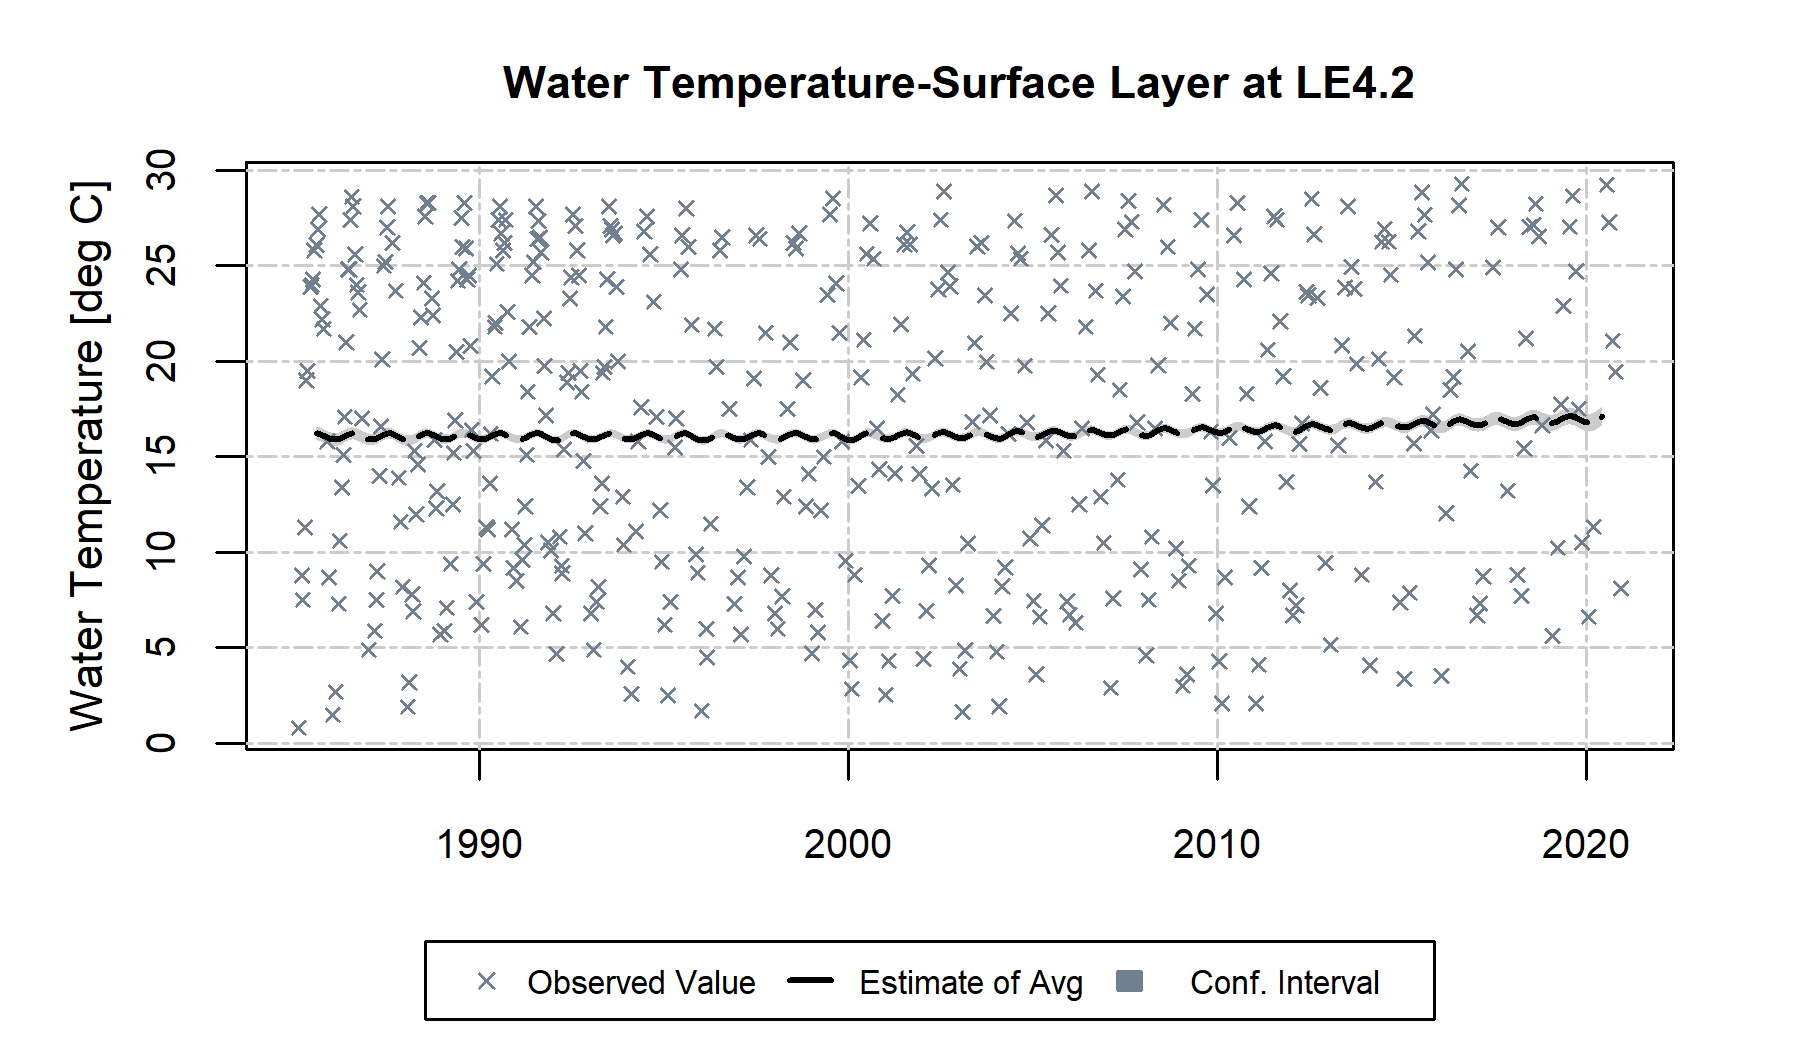 Water Temperature-Surface Layer at LE4.2
Water Temperature [deg C]
30
25
20
15
10
5
0
1990 2000 2010 2020
Observed Value Estimate of Avg Conf. Interval